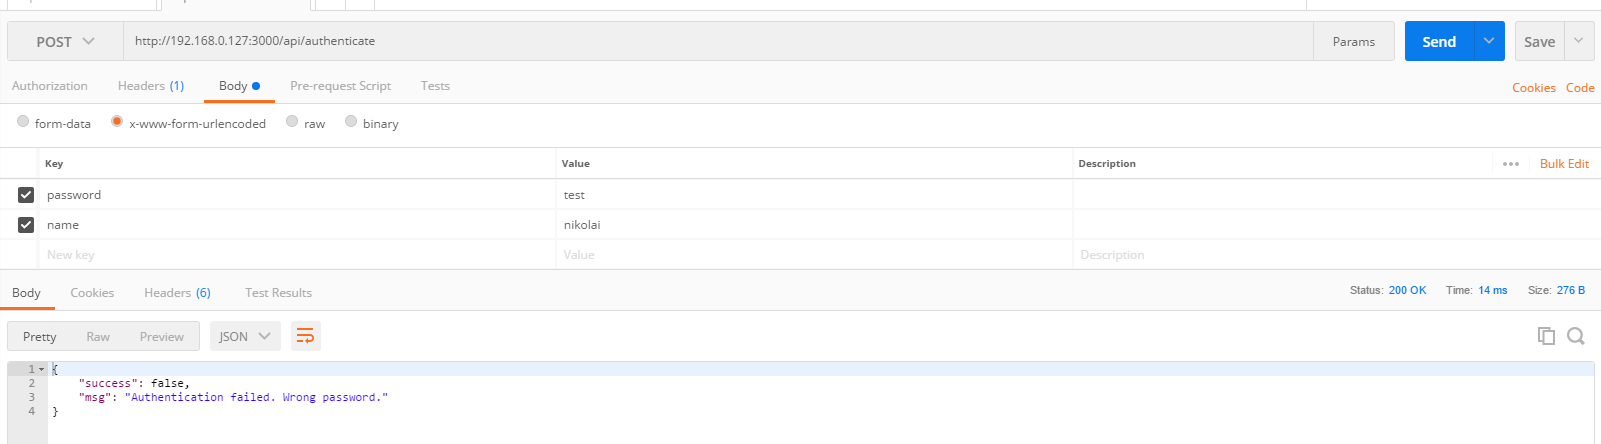 POST http://192.168.0.127:3000/api/authenticate Params Send Save
Authorization Headers (1) Body Pre-request Script Tests Cookies Code
form-data x-www-form-urlencoded raw binary
Key Value Description Bulk Edit
password test
name nikolai
New key Value Description
Body Cookies Headers (6) Test Results Status: 200 OK Time: 14 ms Size: 276 B
Pretty Raw Preview JSON
1 {
2 "success": false,
3 "msg": "Authentication failed. Wrong password."
4 }